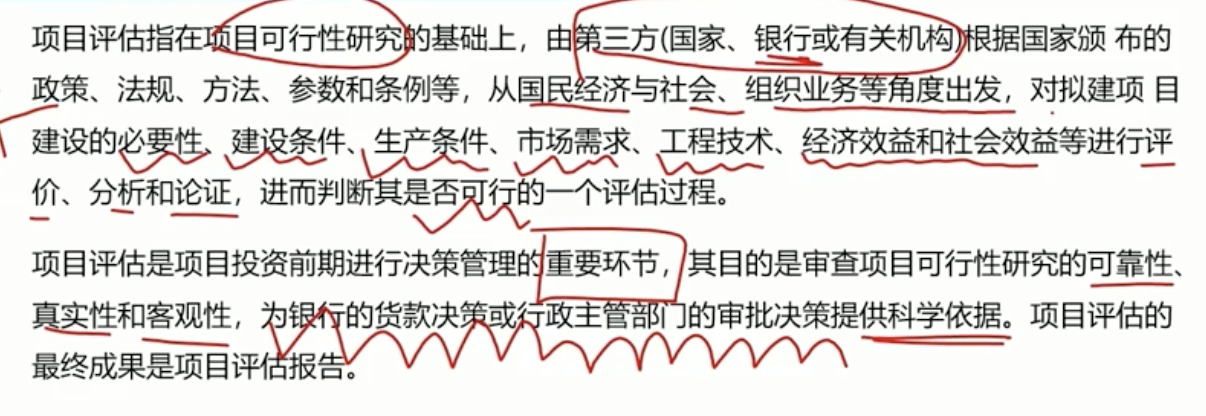 项目评估指在项目可行性研究的基础上，由第三方(国家、银行或有关机构)根据国家颁 布的
政策、法规、方法、参数和条例等，从国民经济与社会、组织业务等角度出发，对拟建项 目
建设的必要性、建设条件、生产条件、市场需求、工程技术、经济效益和社会效益等进行评
价、分析和论证，进而判断其是否可行的一个评估过程。
项目评估是项目投资前期进行决策管理的重要环节，其目的是审查项目可行性研究的可靠性、
真实性和客观性，为银行的货款决策或行政主管部门的审批决策提供科学依据。项目评估的
最终成果是项目评估报告。